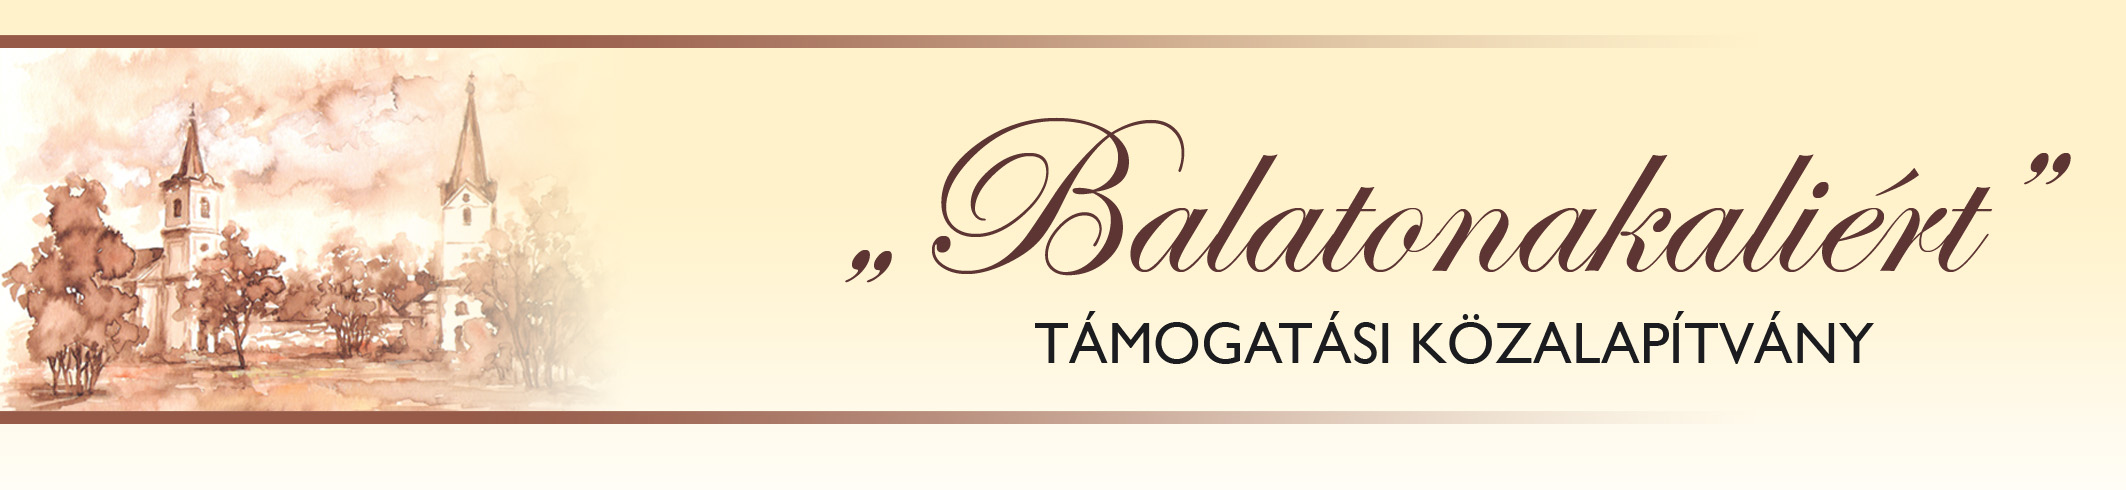 „Balatonakaliért”
TÁMOGATÁSI KÖZALAPÍTVÁNY